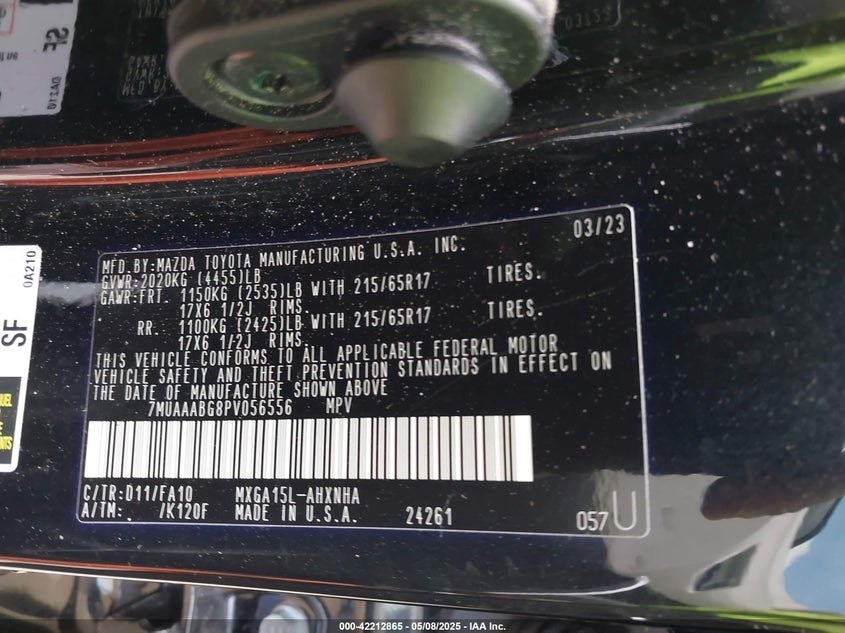 SF
0A210
SF
0A210
03/23
MFD.BY:MAZDA TOYOTA MANUFACTURING U.S.A. INC.
GVWR:2020KG (4455)LB
GAWR:FRT. 1150KG (2535)LB WITH 215/65R17 TIRES.
17X6 1/2J RIMS
RR. 1100KG (2425)LB WITH 215/65R17 TIRES.
17X6 1/2J RIMS
THIS VEHICLE CONFORMS TO ALL APPLICABLE FEDERAL MOTOR
VEHICLE SAFETY AND THEFT PREVENTION STANDARDS IN EFFECT ON
THE DATE OF MANUFACTURE SHOWN ABOVE
7MUAAABG8PV056556 MPV
C/TR:D11/FA10 MXGA15L-AHXNHA
A/TM: /K120F MADE IN U.S.A. 24261
057U
000-42212865 - 05/08/2025 - IAA Inc.